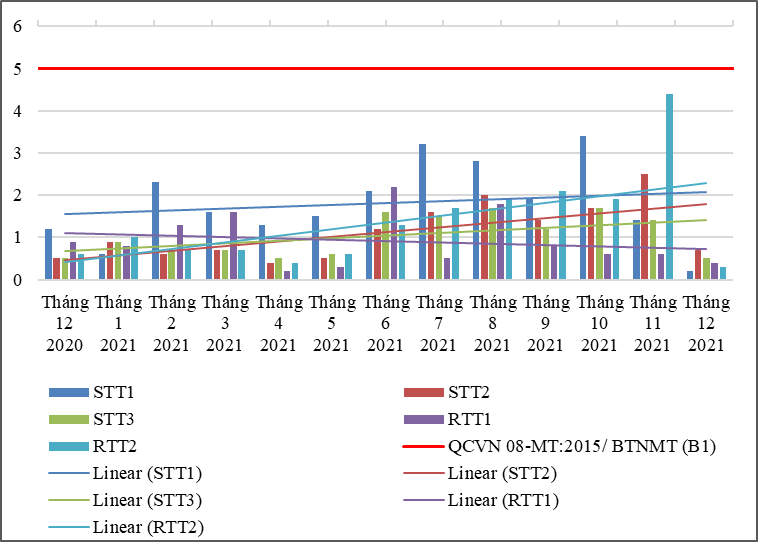 6
5
4
3
2
1
0
Tháng Tháng Tháng Tháng Tháng Tháng Tháng Tháng Tháng Tháng Tháng Tháng Tháng
12 1 2 3 4 5 6 7 8 9 10 11 12
2020 2021 2021 2021 2021 2021 2021 2021 2021 2021 2021 2021 2021
STT1 STT2
STT3 RTT1
RTT2 QCVN 08-MT:2015/ BTNMT (B1)
Linear (STT1) Linear (STT2)
Linear (STT3) Linear (RTT1)
Linear (RTT2)